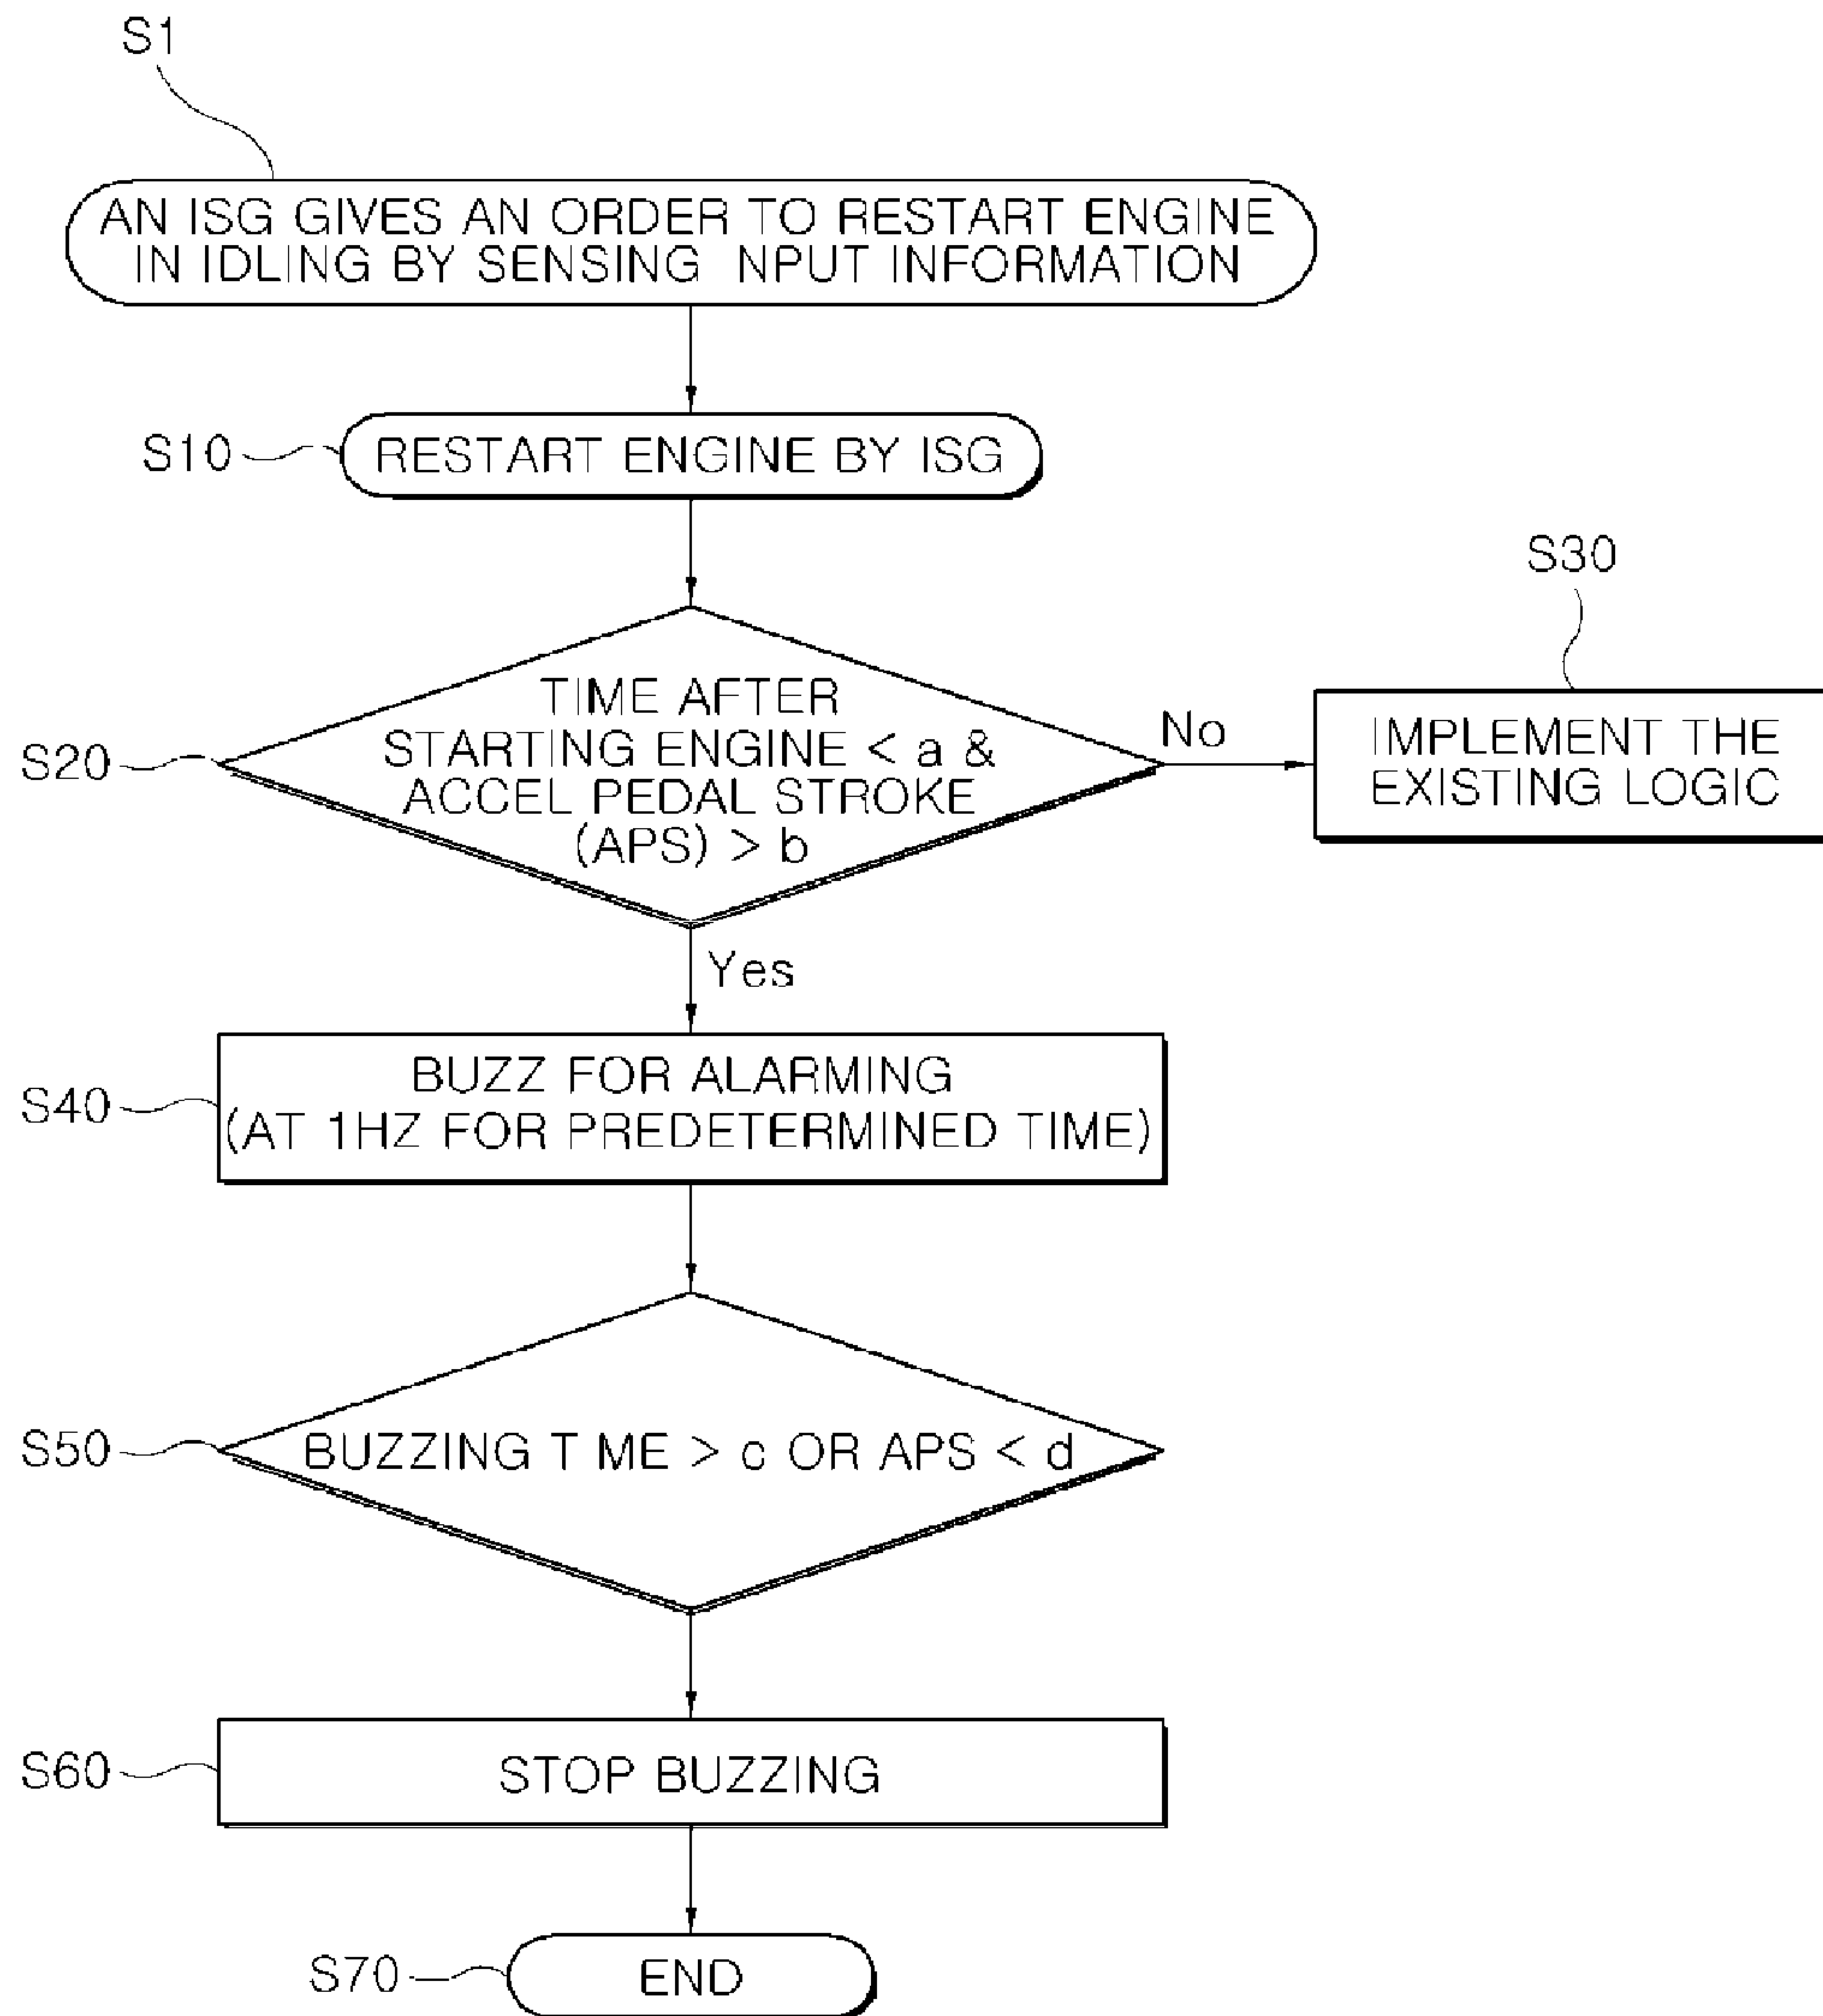 S1
AN ISG GIVES AN ORDER TO RESTART ENGINE
IN IDLING BY SENSING NPUT INFORMATION
S10
RESTART ENGINE BY ISG
S30
S20
TIME AFTER
STARTING ENGINE < a &
ACCEL PEDAL STROKE
(APS) > b
No
IMPLEMENT THE
EXISTING LOGIC
Yes
S40
BUZZ FOR ALARMING
(AT 1HZ FOR PREDETERMINED TIME)
S50
BUZZING T ME > c OR APS < d
S60
STOP BUZZING
S70
END